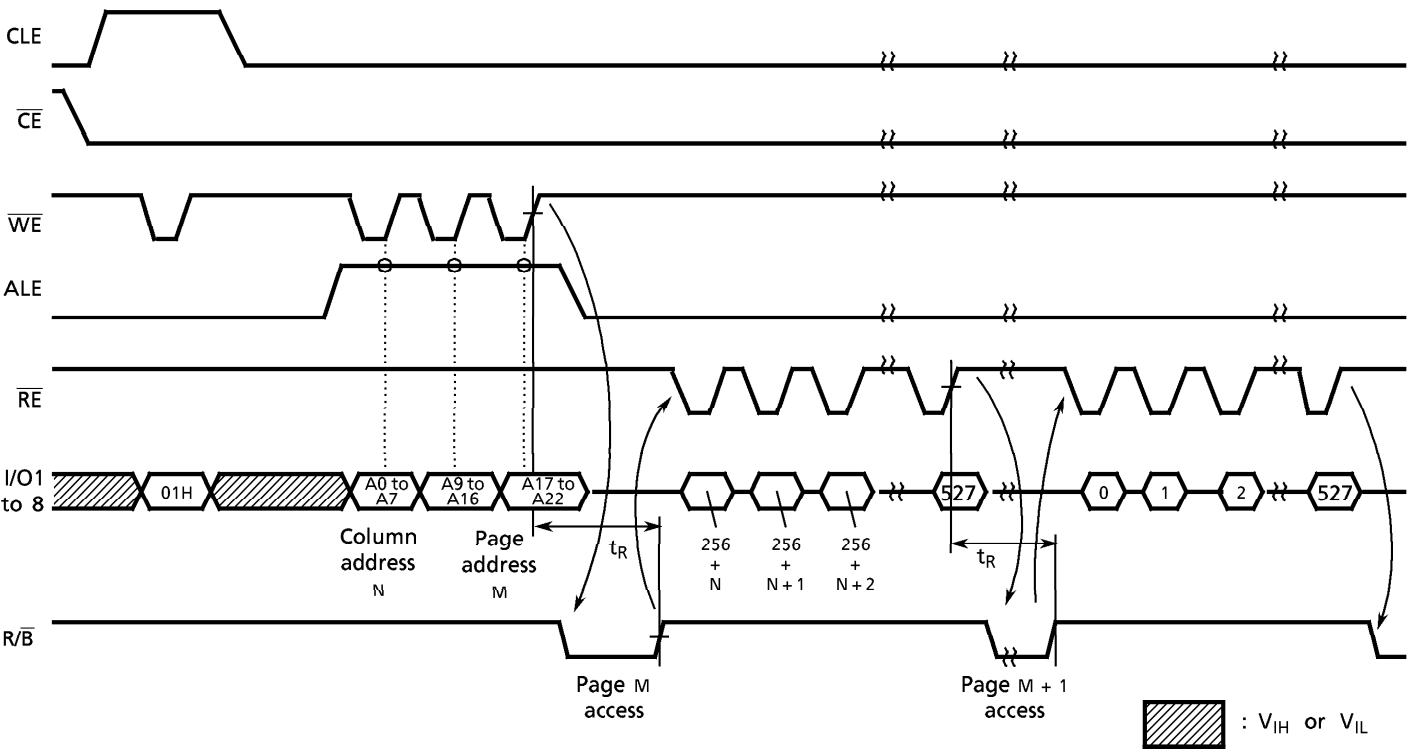 CLE
CE
WE
ALE
RE
I/O1
to 8
01H
A0 to
A7
A9 to
A16
A17 to
A22
527
0
1
2
527
Column
address
N
Page
address
M
tR
256
+
N
256
+
N + 1
256
+
N + 2
tR
R/B
Page M
access
Page M + 1
access
: VIH or VIL